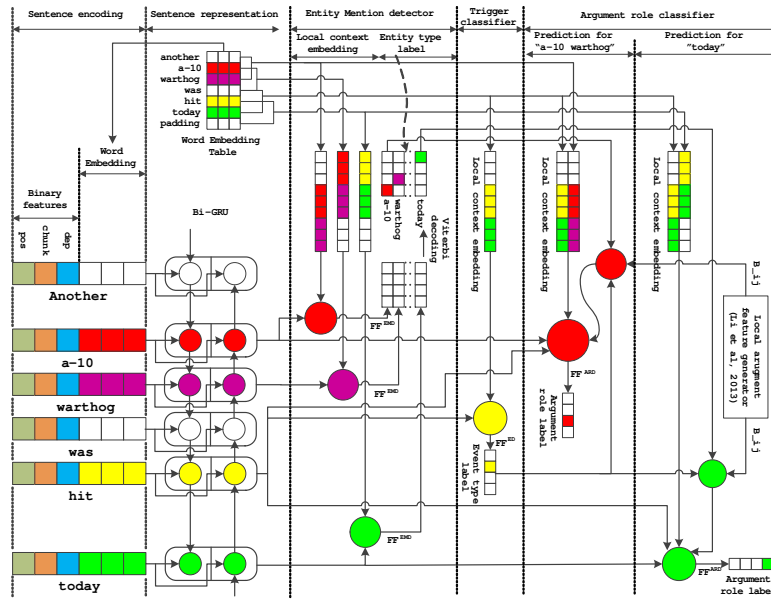 Sentence encoding
Sentence representation
Entity Mention detector
Trigger
classifier
Argument role classifier
Local context
embedding
Entity type
label
Prediction for
"a-10 warthog"
Prediction for
"today"
another
a-10
warthog
was
hit
today
padding
Word Embedding
Table
Word
Embedding
Binary
features
pos
chunk
dep
Bi-GRU
a-10
warthog
today
Viterbi
decoding
Local context embedding
Local context embedding
Local context embedding
Another
a-10
warthog
was
hit
today
FF EMD
FF EMD
FF EMD
FF ED
FF ARD
FF ARD
Event type
label
Argument
role label
B_ij
Local arugment
feature generator
(Li et al, 2013)
B_ij
Argument
role label